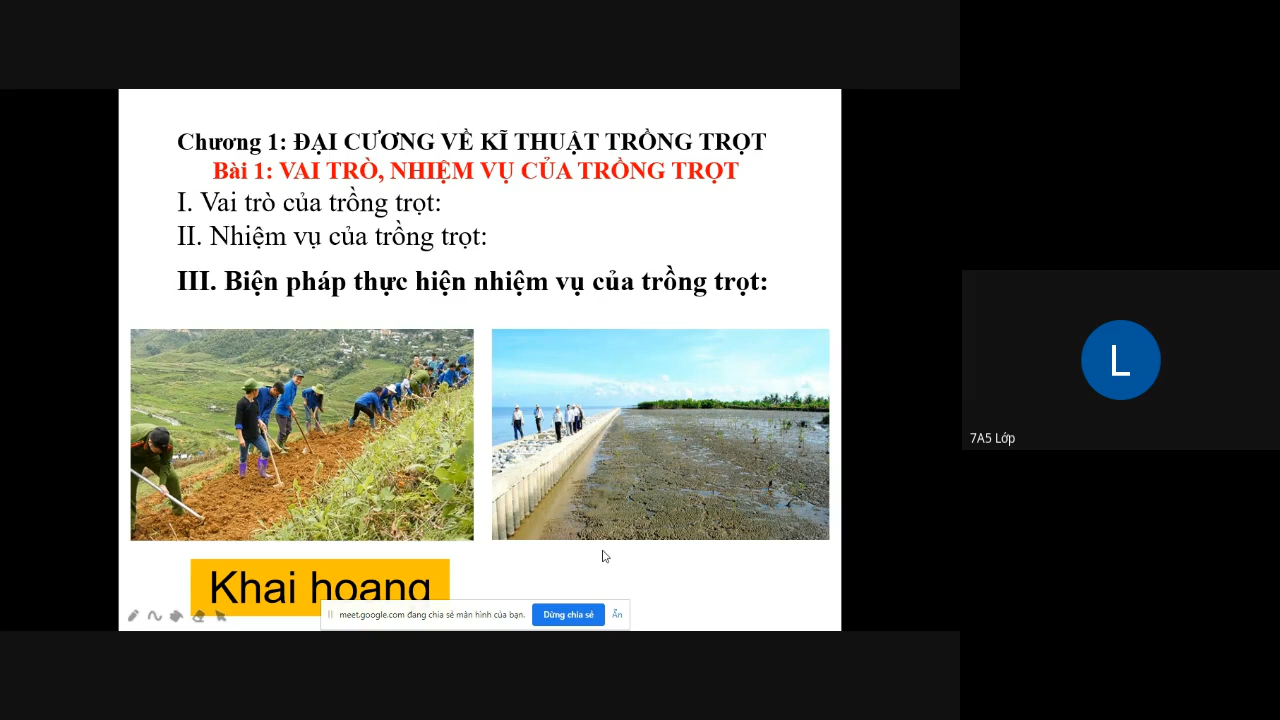 Chương 1: ĐẠI CƯƠNG VỀ KĨ THUẬT TRỒNG TRỌT
Bài 1: VAI TRÒ, NHIỆM VỤ CỦA TRỒNG TRỌT
I. Vai trò của trồng trọt:
II. Nhiệm vụ của trồng trọt:
III. Biện pháp thực hiện nhiệm vụ của trồng trọt:
Khai hoang
meet.google.com đang chia sẻ màn hình của bạn.
Dừng chia sẻ
Ẩn
L
7A5 Lớp